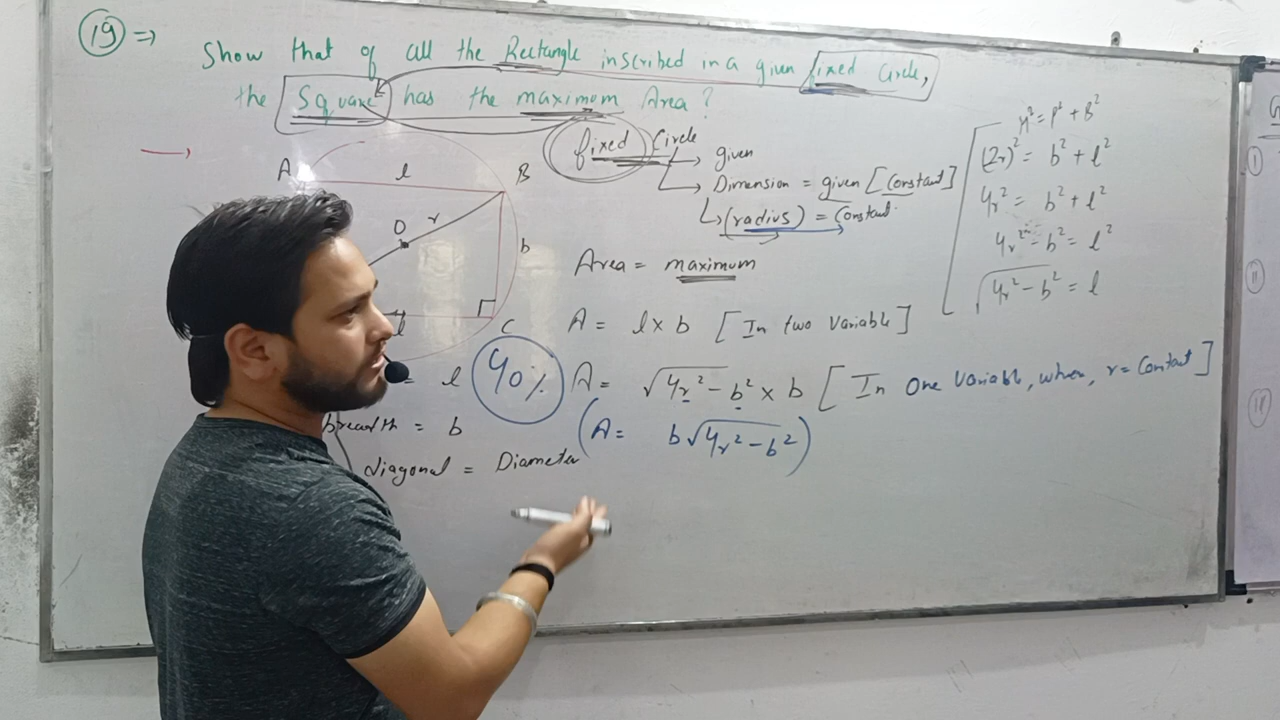 19 ⇒ Show that of all the Rectangle inscribed in a given fixed Circle,
the Square has the maximum Area ?
A l B
O r
b
l C
= l
breadth = b
diagonal = Diameter
fixed Circle
→ given
→ Dimension = given [Constant]
↳ (radius) = Constant.
Area = maximum
A = l × b [In two Variable]
40%
A = √4r² - b² × b [In One Variable, when, r = Constant]
(A = b√4r² - b²)
H² = P² + B²
(2r)² = b² + l²
4r² = b² + l²
4r² - b² = l²
√4r² - b² = l